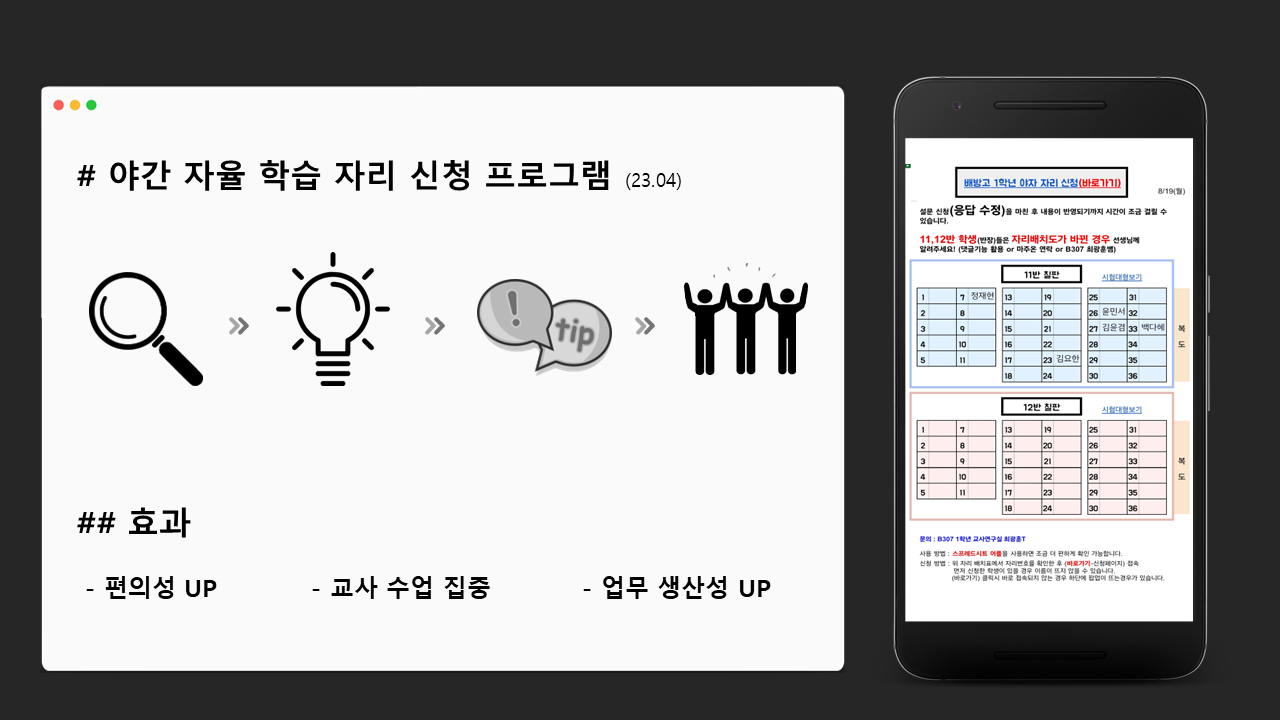 # 야간 자율 학습 자리 신청 프로그램 (23.04)
! tip
## 효과
- 편의성 UP - 교사 수업 집중 - 업무 생산성 UP
배방고 1학년 야자 자리 신청(바로가기)
8/19(월)
설문 신청(응답 수정)을 마친 후 내용이 반영되기까지 시간이 조금 걸릴 수
있습니다.
11,12반 학생(반장)들은 자리배치도가 바뀐 경우 선생님께
알려주세요! (댓글기능 활용 or 마주온 연락 or B307 최광훈쌤)
11반 칠판 시험대형보기
1 7 정재현 13 19 25 31
2 8 14 20 26 윤민서 32
3 9 15 21 27 김윤겸 33 백다혜 복
4 10 16 22 28 34 도
5 11 17 23 김요한 29 35
18 24 30 36
12반 칠판 시험대형보기
1 7 13 19 25 31
2 8 14 20 26 32
3 9 15 21 27 33 복
4 10 16 22 28 34 도
5 11 17 23 29 35
18 24 30 36
문의 : B307 1학년 교사연구실 최광훈T
사용 방법 : 스프레드시트 어플을 사용하면 조금 더 편하게 확인 가능합니다.
신청 방법 : 위 자리 배치표에서 자리번호를 확인한 후 (바로가기-신청페이지) 접속
먼저 신청한 학생이 있을 경우 이름이 뜨지 않을 수 있습니다.
(바로가기) 클릭시 바로 접속되지 않는 경우 하단에 팝업이 뜨는경우가 있습니다.